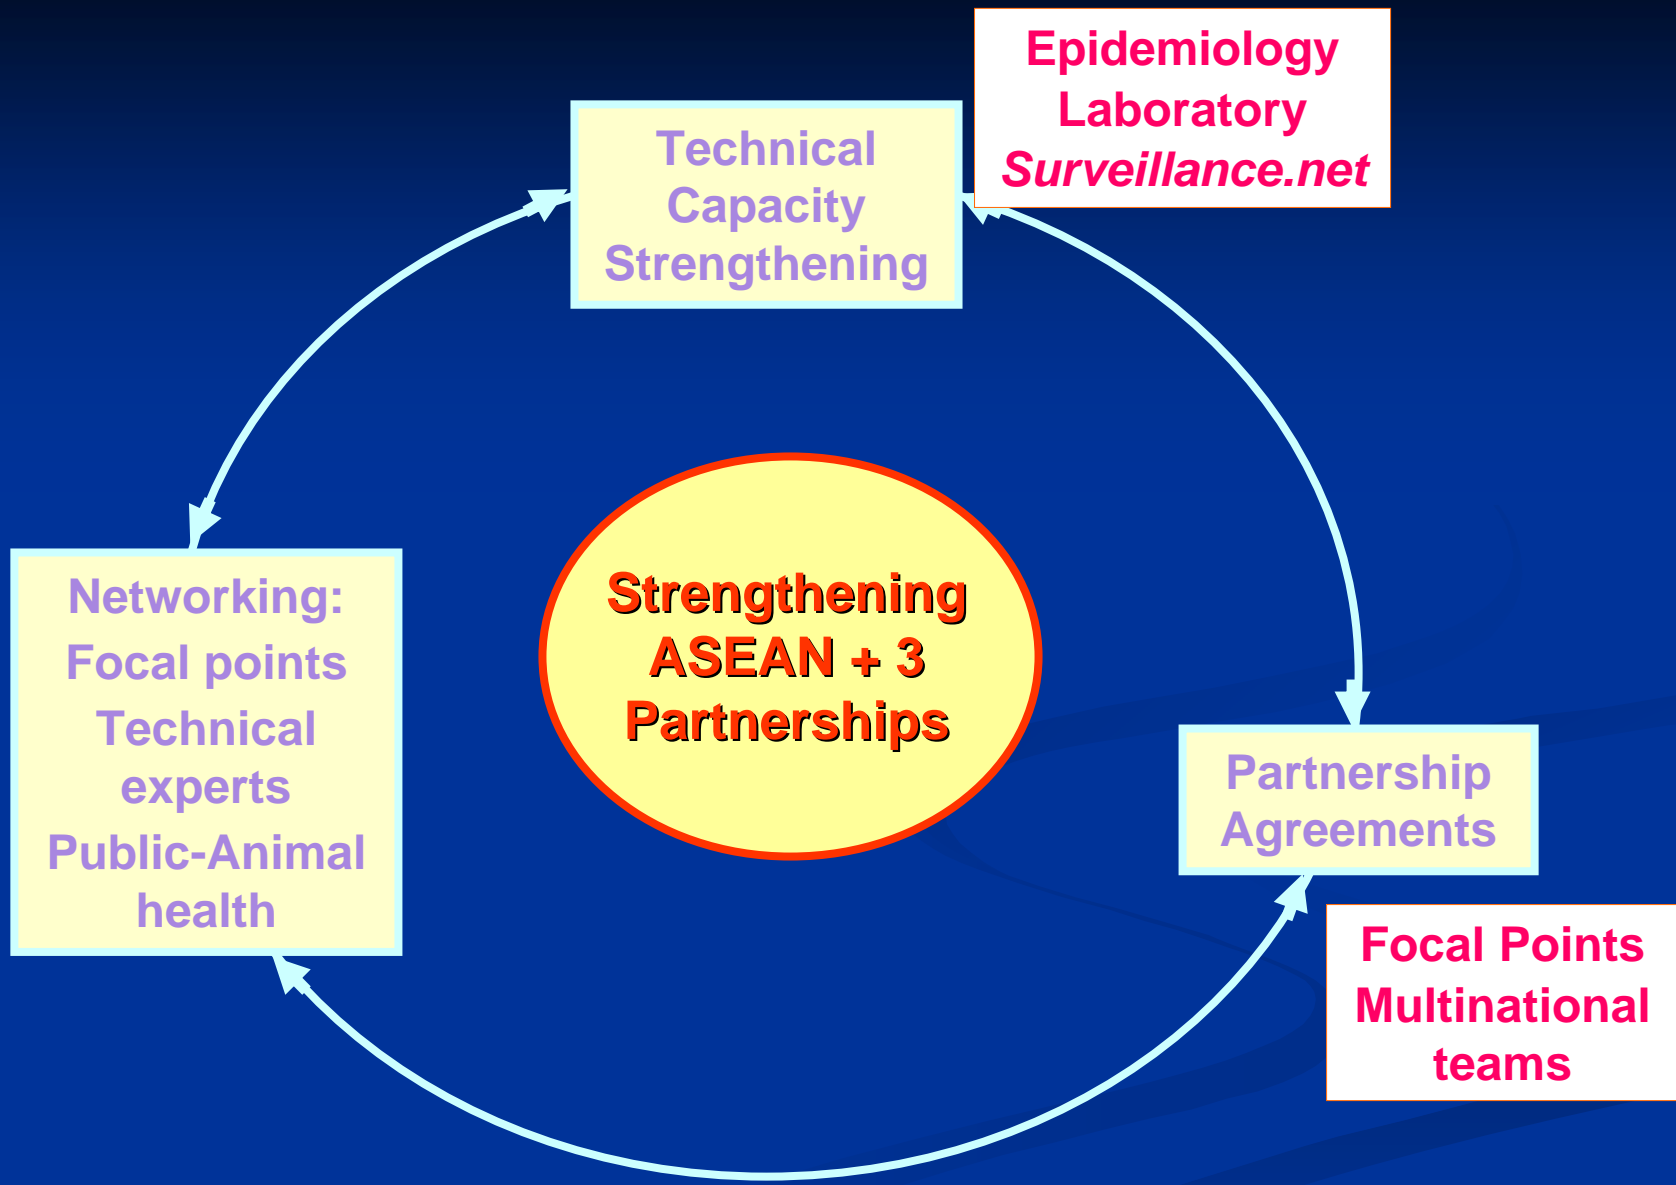 Epidemiology
Laboratory
Surveillance.net
Technical
Capacity
Strengthening
Strengthening
ASEAN + 3
Partnerships
Networking:
Focal points
Technical
experts
Public-Animal
health
Partnership
Agreements
Focal Points
Multinational
teams